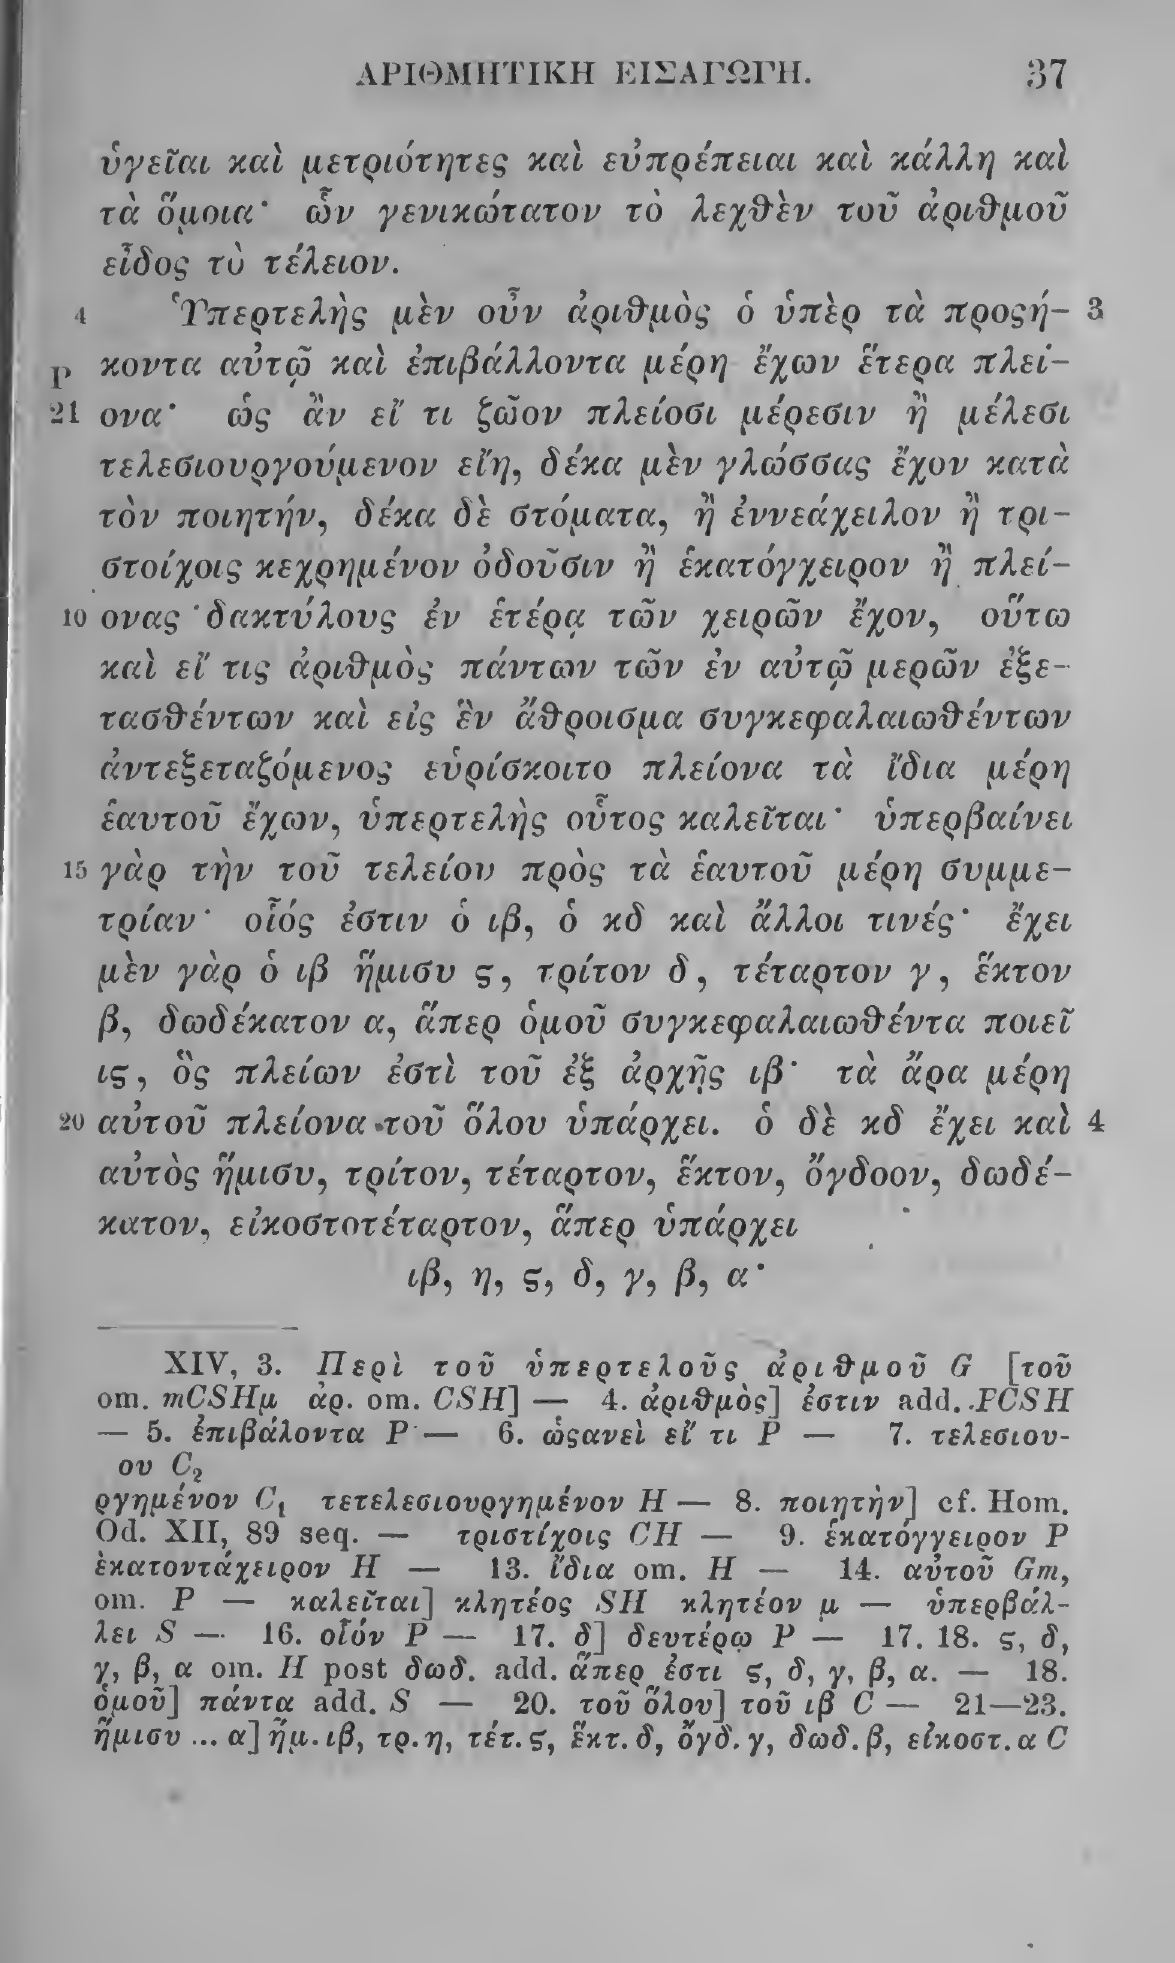 ΑΡΙΘΜΗΤΙΚΗ ΕΙΣΑΓΩΓΗ. 37
ὑγεῖαι καὶ μετριότητες καὶ εὐπρέπειαι καὶ κάλλη καὶ
τὰ ὅμοια· ὧν γενικώτατον τὸ λεχθὲν τοῦ ἀριθμοῦ
εἶδος τὸ τέλειον.
4 Ὑπερτελὴς μὲν οὖν ἀριθμὸς ὁ ὑπὲρ τὰ προςή- 3
P κοντα αὐτῷ καὶ ἐπιβάλλοντα μέρη ἔχων ἕτερα πλεί-
21 ονα· ὡς ἂν εἴ τι ζῶον πλείοσι μέρεσιν ἢ μέλεσι
τελεσιουργούμενον εἴη, δέκα μὲν γλώσσας ἔχον κατὰ
τὸν ποιητήν, δέκα δὲ στόματα, ἢ ἐννεάχειλον ἢ τρι-
στοίχοις κεχρημένον ὀδοῦσιν ἢ ἑκατόγχειρον ἢ πλεί-
10 ονας δακτύλους ἐν ἑτέρᾳ τῶν χειρῶν ἔχον, οὕτω
καὶ εἴ τις ἀριθμὸς πάντων τῶν ἐν αὐτῷ μερῶν ἐξε-
τασθέντων καὶ εἰς ἓν ἄθροισμα συγκεφαλαιωθέντων
ἀντεξεταζόμενος εὑρίσκοιτο πλείονα τὰ ἴδια μέρη
ἑαυτοῦ ἔχων, ὑπερτελὴς οὗτος καλεῖται· ὑπερβαίνει
15 γὰρ τὴν τοῦ τελείου πρὸς τὰ ἑαυτοῦ μέρη συμμε-
τρίαν· οἷός ἐστιν ὁ ιβ, ὁ κδ καὶ ἄλλοι τινές· ἔχει
μὲν γὰρ ὁ ιβ ἥμισυ ϛ, τρίτον δ, τέταρτον γ, ἕκτον
β, δωδέκατον α, ἅπερ ὁμοῦ συγκεφαλαιωθέντα ποιεῖ
ιϛ, ὃς πλείων ἐστὶ τοῦ ἐξ ἀρχῆς ιβ· τὰ ἄρα μέρη
20 αὐτοῦ πλείονα τοῦ ὅλου ὑπάρχει. ὁ δὲ κδ ἔχει καὶ 4
αὐτὸς ἥμισυ, τρίτον, τέταρτον, ἕκτον, ὄγδοον, δωδέ-
κατον, εἰκοστοτέταρτον, ἅπερ ὑπάρχει
ιβ, η, ϛ, δ, γ, β, α·
XIV, 3. Περὶ τοῦ ὑπερτελοῦς ἀριθμοῦ G [τοῦ
om. mCSHμ ἀρ. om. CSH] — 4. ἀριθμὸς] ἐστιν add. FCSH
— 5. ἐπιβάλοντα P — 6. ὡςανεὶ εἴ τι P — 7. τελεσιου-
ου C₂
ργημένον C₁ τετελεσιουργημένον H — 8. ποιητὴν] cf. Hom.
Od. XII, 89 seq. — τριστίχοις CH — 9. ἑκατόγγειρον P
ἑκατοντάχειρον H — 13. ἴδια om. H — 14. αὐτοῦ Gm,
om. P — καλεῖται] κλητέος SH κλητέον μ — ὑπερβάλ-
λει S — 16. οἷόν P — 17. δ] δευτέρῳ P — 17. 18. ϛ, δ,
γ, β, α om. H post δωδ. add. ἅπερ ἐστι ϛ, δ, γ, β, α. — 18.
ὁμοῦ] πάντα add. S — 20. τοῦ ὅλου] τοῦ ιβ C — 21—23.
ἥμισυ ... α] ἥμ. ιβ, τρ. η, τέτ. ϛ, ἕκτ. δ, ὄγδ. γ, δωδ. β, εἰκοστ. α C